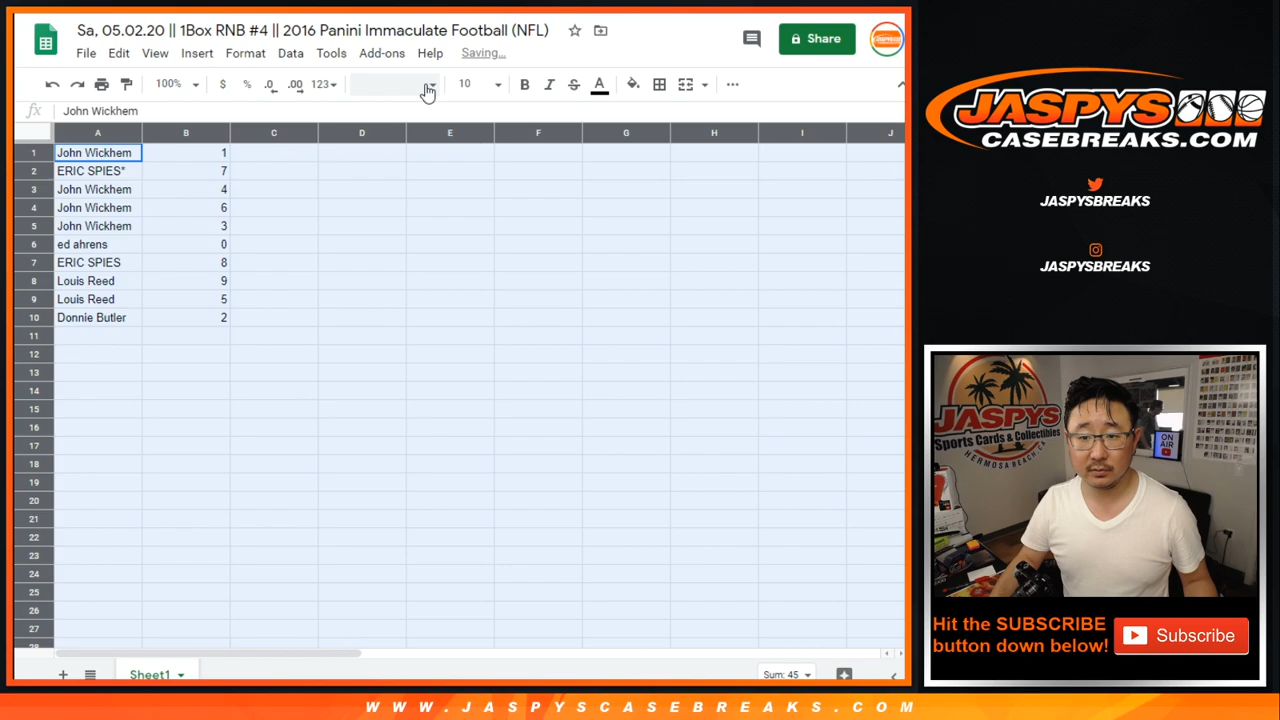 Sa, 05.02.20 || 1Box RNB #4 || 2016 Panini Immaculate Football (NFL)
File Edit View Insert Format Data Tools Add-ons Help Saving...
Share
100% $ % .0 .00 123 10 B I S A
fx John Wickhem
A B C D E F G H I J
1 John Wickhem 1
2 ERIC SPIES* 7
3 John Wickhem 4
4 John Wickhem 6
5 John Wickhem 3
6 ed ahrens 0
7 ERIC SPIES 8
8 Louis Reed 9
9 Louis Reed 5
10 Donnie Butler 2
11
12
13
14
15
16
17
18
19
20
21
22
23
24
25
26
27
28
Sheet1
Sum: 45
JASPYS
CASEBREAKS.COM
JASPYSBREAKS
JASPYSBREAKS
JASPYS
Sports Cards & Collectibles
HERMOSA BEACH, CA
ON
AIR
Hit the SUBSCRIBE
button down below!
Subscribe
WWW.JASPYSCASEBREAKS.COM